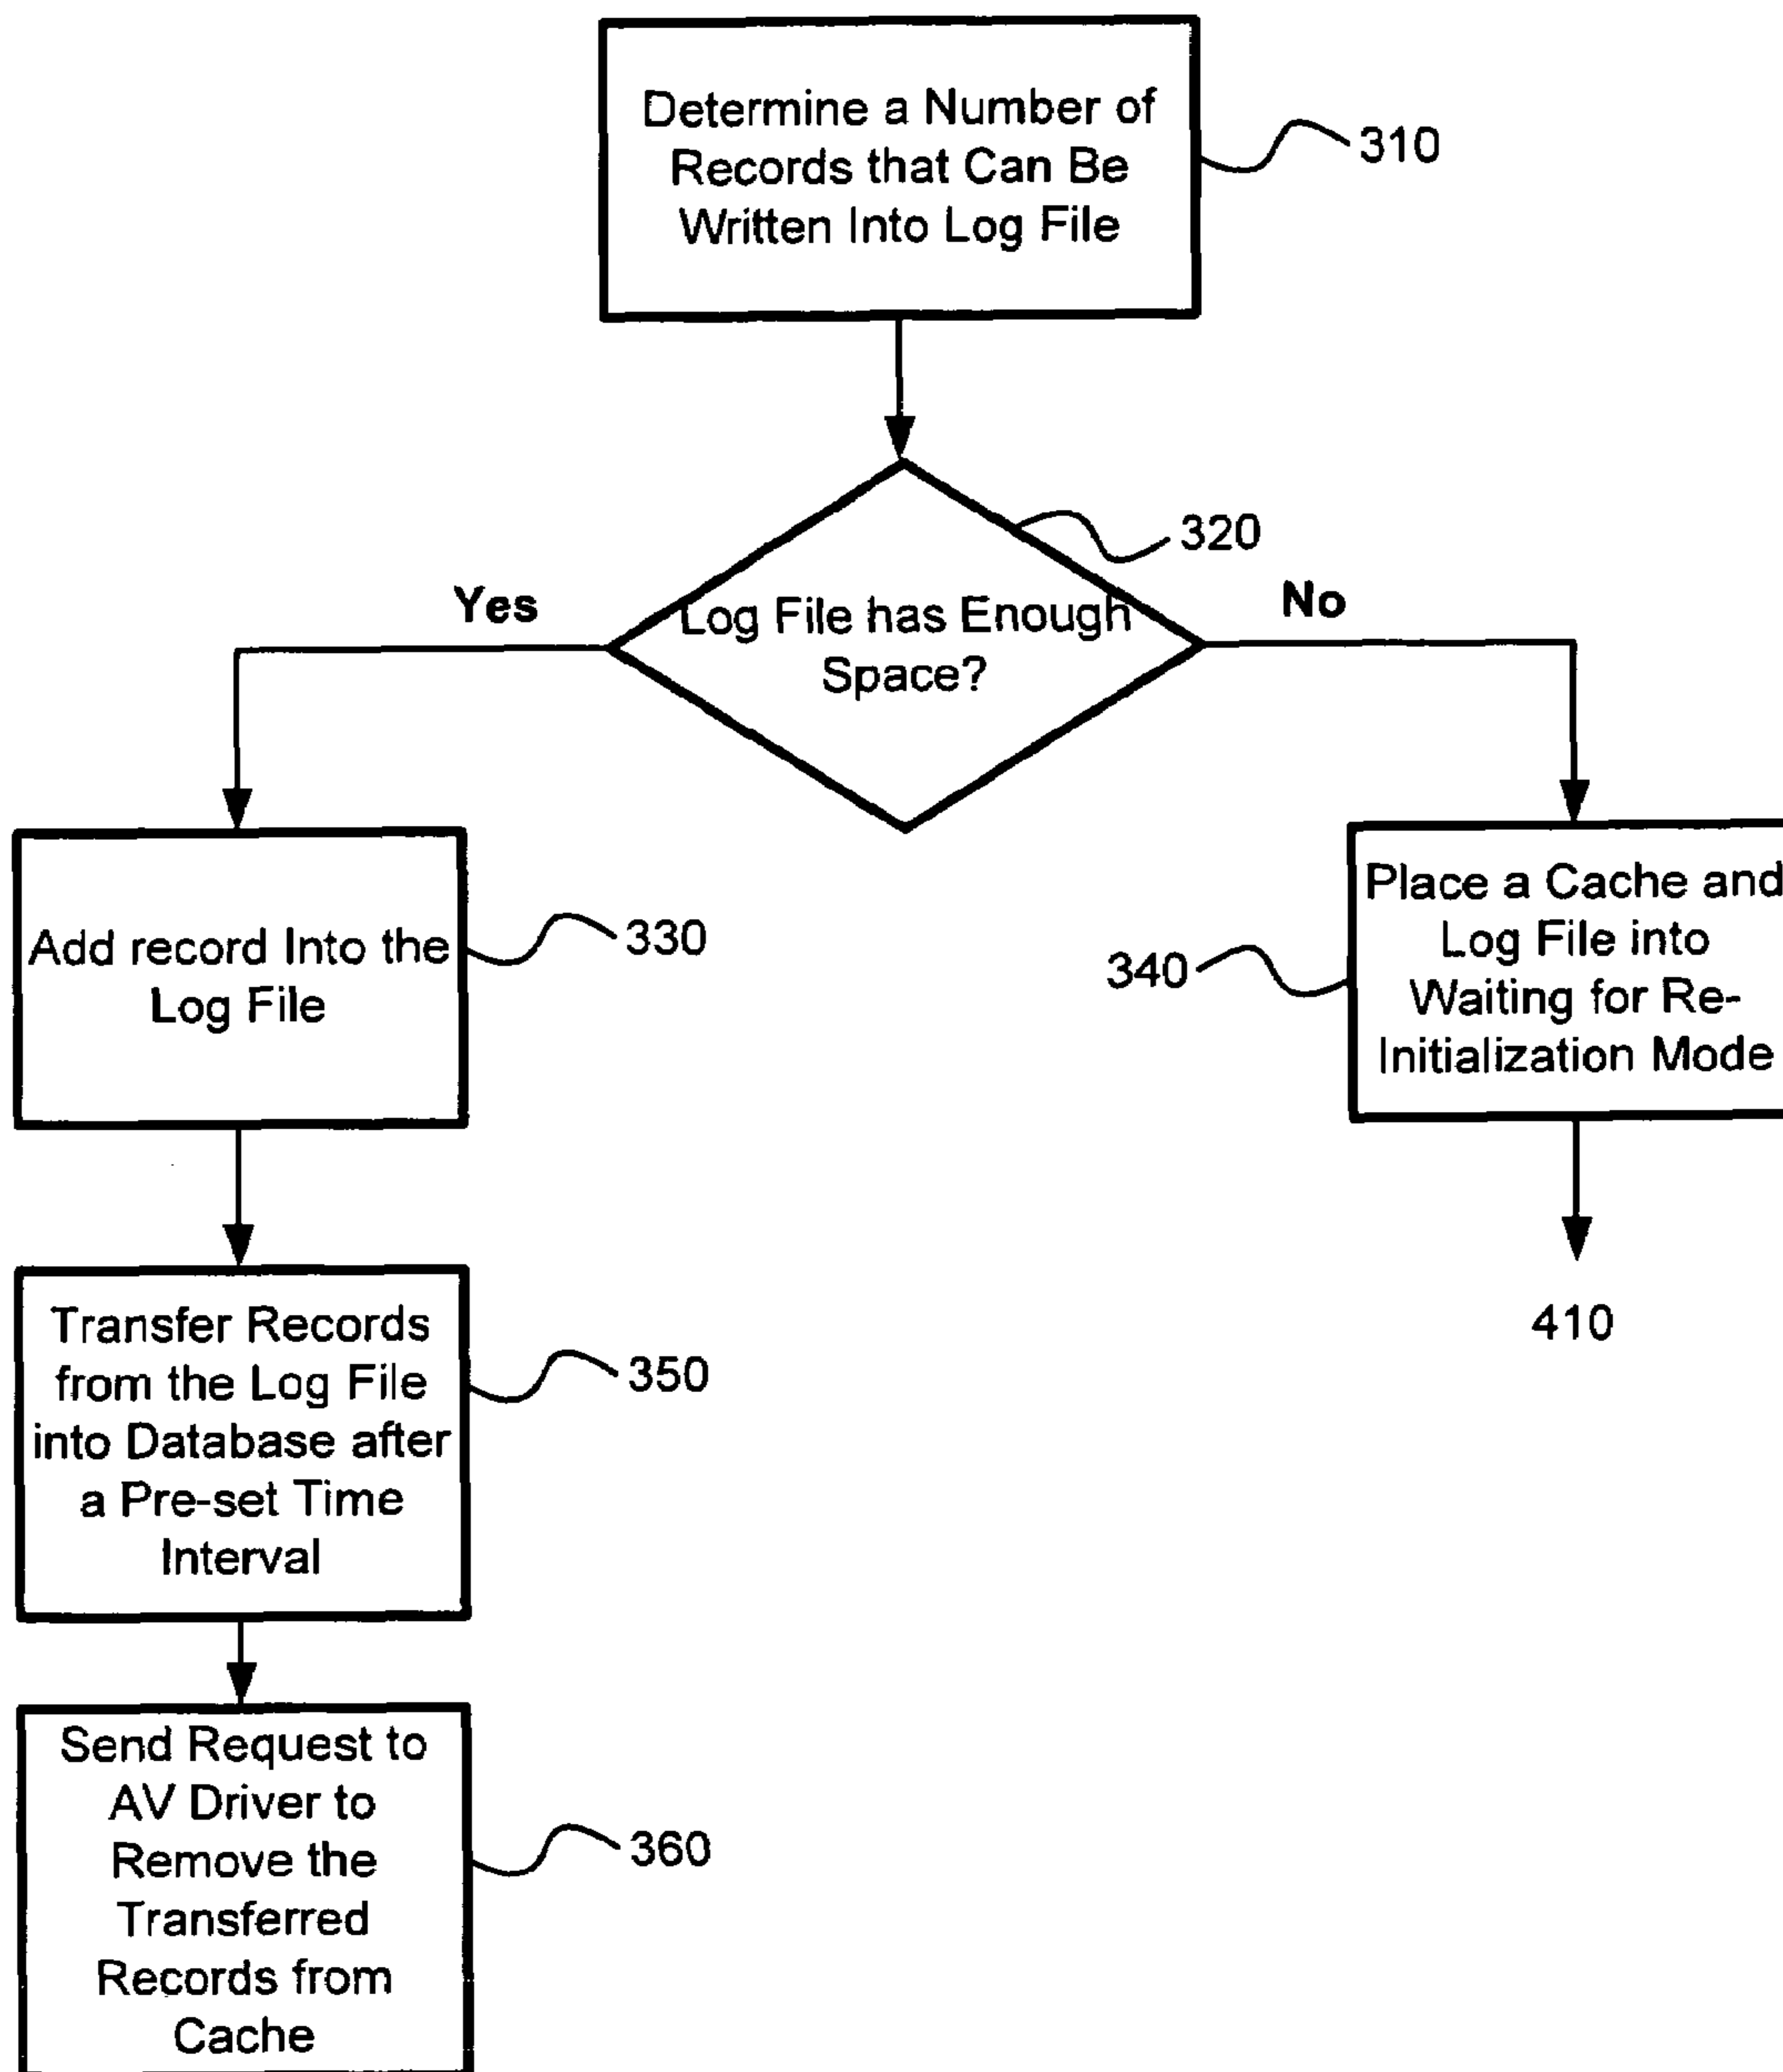 Determine a Number of
Records that Can Be
Written Into Log File
310
320
Yes
No
Log File has Enough
Space?
Add record Into the
Log File
330
340
Place a Cache and
Log File into
Waiting for Re-
Initialization Mode
410
Transfer Records
from the Log File
into Database after
a Pre-set Time
Interval
350
Send Request to
AV Driver to
Remove the
Transferred
Records from
Cache
360